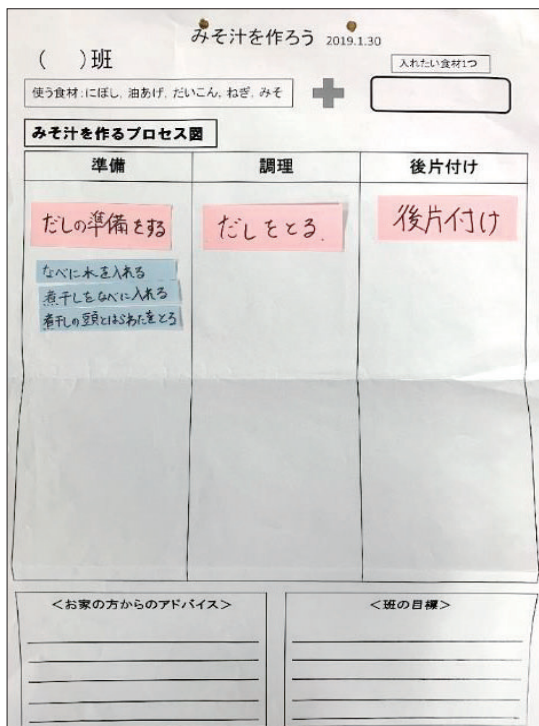 みそ汁を作ろう 2019.1.30
(　)班
入れたい食材1つ
使う食材:にぼし, 油あげ, だいこん, ねぎ, みそ
みそ汁を作るプロセス図
準備
調理
後片付け
だしの準備をする
だしをとる.
後片付け
なべに水を入れる
煮干しをなべに入れる
煮干しの頭とはらわたをとる
<お家の方からのアドバイス>
<班の目標>